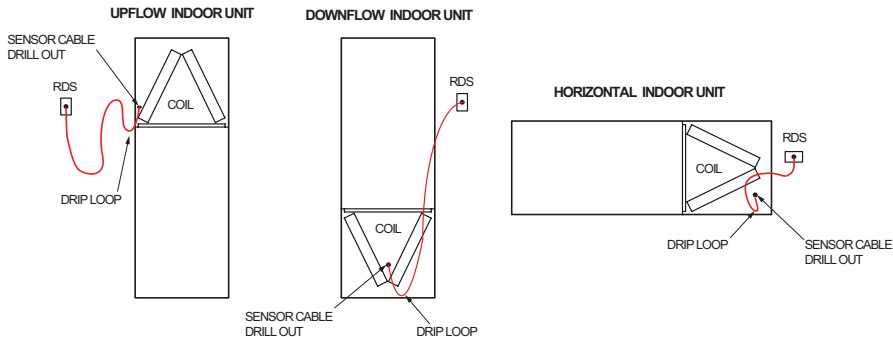 UPFLOW INDOOR UNIT
SENSOR CABLE
DRILL OUT
RDS
COIL
DRIP LOOP
DOWNFLOW INDOOR UNIT
RDS
COIL
SENSOR CABLE
DRILL OUT
DRIP LOOP
HORIZONTAL INDOOR UNIT
RDS
COIL
DRIP LOOP
SENSOR CABLE
DRILL OUT